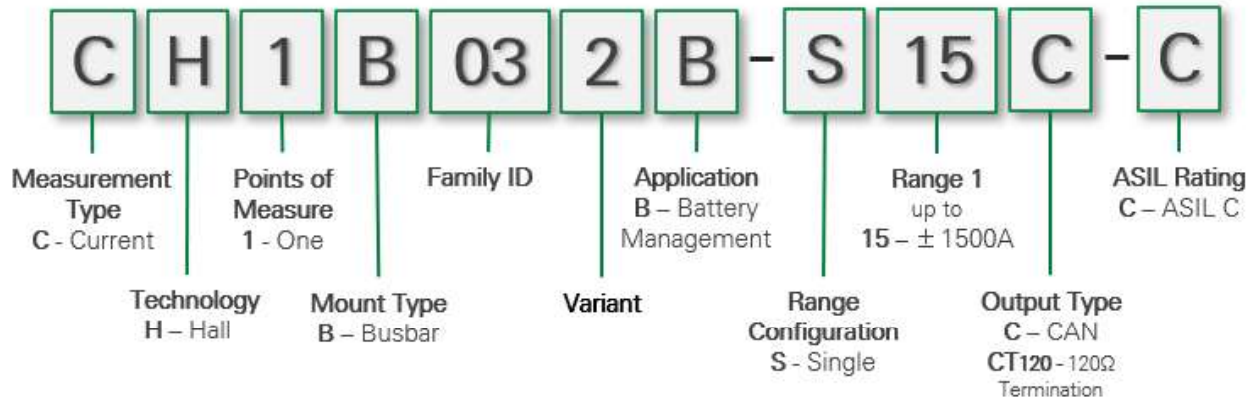 C H 1 B 03 2 B - S 15 C - C
Measurement
Type
C - Current
Points of
Measure
1 - One
Family ID
Application
B – Battery
Management
Range 1
up to
15 – ± 1500A
ASIL Rating
C – ASIL C
Technology
H – Hall
Mount Type
B – Busbar
Variant
Range
Configuration
S - Single
Output Type
C – CAN
CT120 - 120Ω
Termination